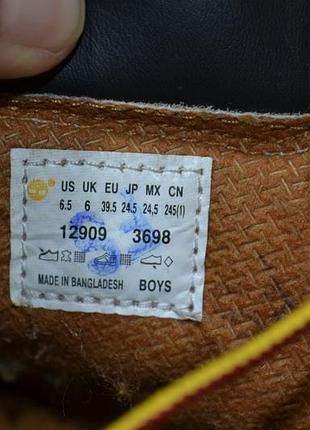 US UK EU JP MX CN
6.5 6 39.5 24.5 24,5 245(1)
12909 3698
MADE IN BANGLADESH BOYS